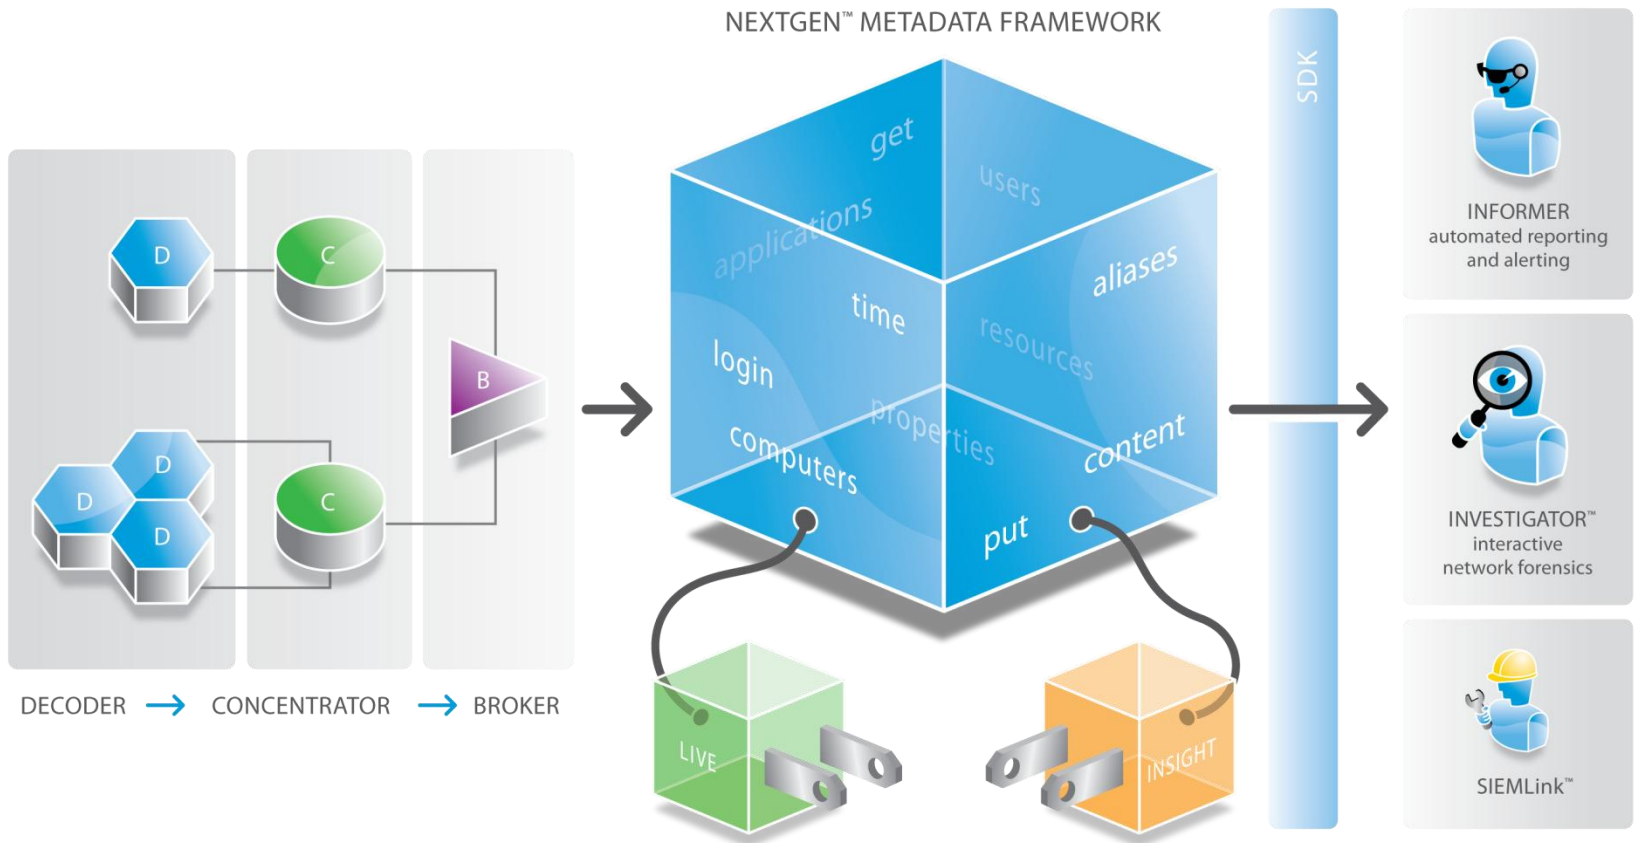 NEXTGEN™ METADATA FRAMEWORK
D
C
B
D
D
D
C
DECODER
CONCENTRATOR
BROKER
get
users
applications
aliases
time
resources
login
properties
computers
content
put
LIVE
INSIGHT
SDK
INFORMER
automated reporting
and alerting
INVESTIGATOR™
interactive
network forensics
SIEMLink™